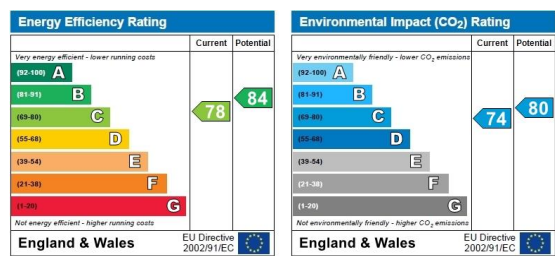 Energy Efficiency Rating
Current Potential
Very energy efficient - lower running costs
(92-100) A
(81-91) B
(69-80) C
(55-68) D
(39-54) E
(21-38) F
(1-20) G
78
84
Not energy efficient - higher running costs
England & Wales
EU Directive
2002/91/EC
Environmental Impact (CO2) Rating
Current Potential
Very environmentally friendly - lower CO2 emissions
(92-100) A
(81-91) B
(69-80) C
(55-68) D
(39-54) E
(21-38) F
(1-20) G
74
80
Not environmentally friendly - higher CO2 emissions
England & Wales
EU Directive
2002/91/EC